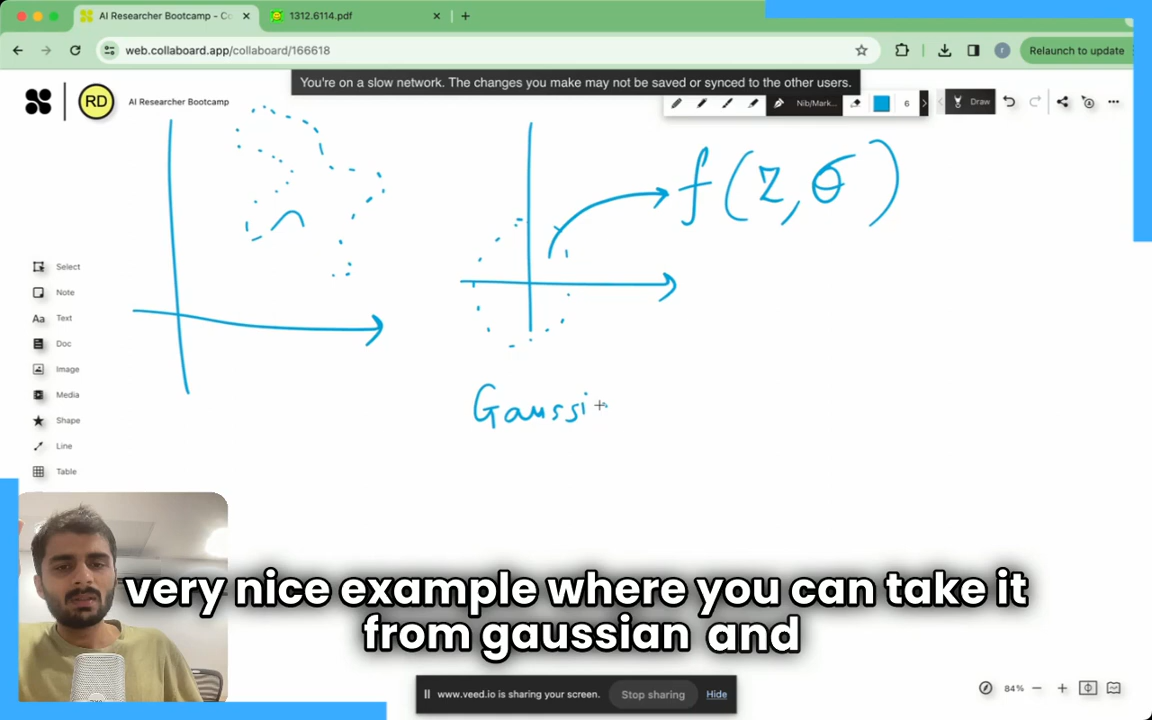 AI Researcher Bootcamp - Co
1312.6114.pdf
web.collaboard.app/collaboard/166618
Relaunch to update
You're on a slow network. The changes you make may not be saved or synced to the other users.
RD
AI Researcher Bootcamp
Nib/Mark...
6
Draw
f(z, θ)
Select
Note
Aa Text
Doc
Image
Media
Shape
Line
Table
Gaussi
very nice example where you can take it
from gaussian and
www.veed.io is sharing your screen.
Stop sharing
Hide
84%